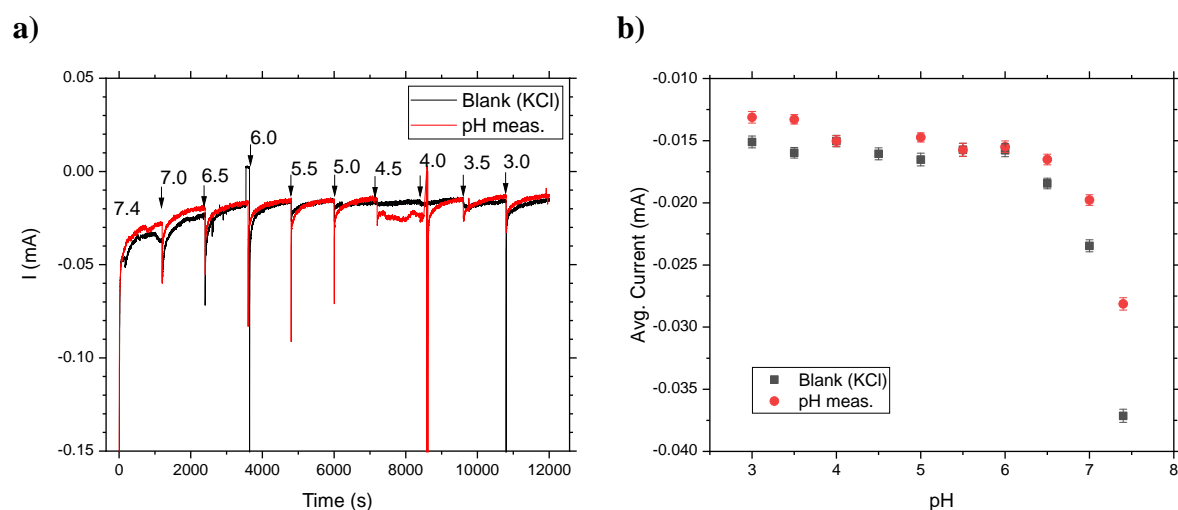 a)
0.05
0.00
-0.05
-0.10
-0.15
I (mA)
Blank (KCl)
pH meas.
7.4
7.0
6.5
6.0
5.5
5.0
4.5
4.0
3.5
3.0
0 2000 4000 6000 8000 10000 12000
Time (s)
b)
-0.010
-0.015
-0.020
-0.025
-0.030
-0.035
-0.040
Avg. Current (mA)
Blank (KCl)
pH meas.
3 4 5 6 7 8
pH